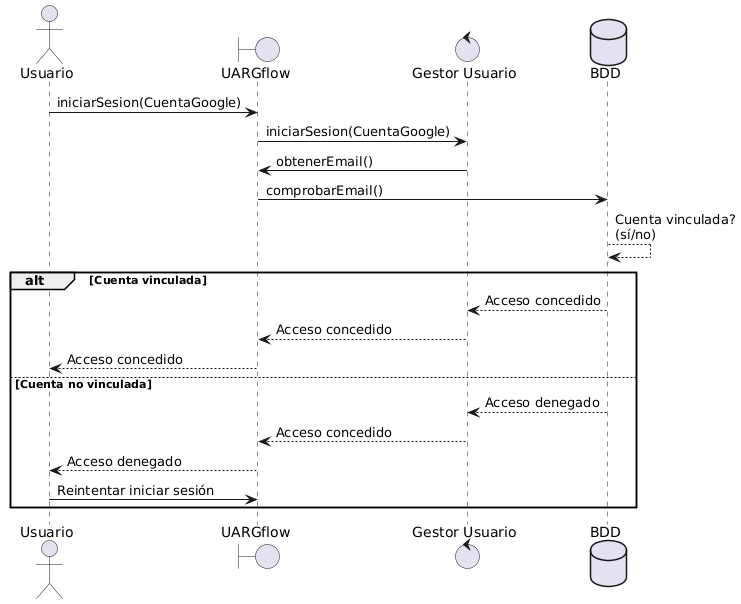 Usuario
UARGflow
Gestor Usuario
BDD
iniciarSesion(CuentaGoogle)
iniciarSesion(CuentaGoogle)
obtenerEmail()
comprobarEmail()
Cuenta vinculada?
(sí/no)
alt
[Cuenta vinculada]
Acceso concedido
Acceso concedido
Acceso concedido
[Cuenta no vinculada]
Acceso denegado
Acceso concedido
Acceso denegado
Reintentar iniciar sesión
Usuario
UARGflow
Gestor Usuario
BDD